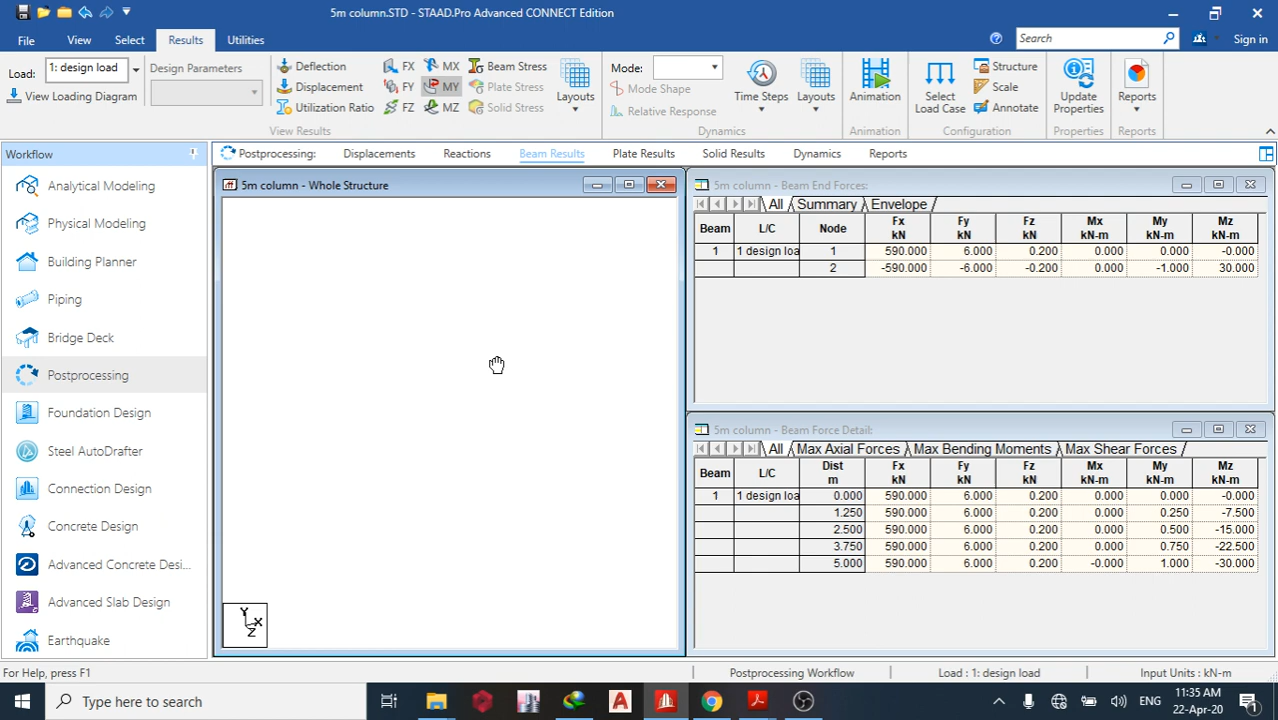 5m column.STD - STAAD.Pro Advanced CONNECT Edition
File View Select Results Utilities Search Sign in
Load: 1: design load
View Loading Diagram
Design Parameters
Deflection
Displacement
Utilization Ratio
FX MX
FY MY
FZ MZ
Beam Stress
Plate Stress
Solid Stress
Layouts
View Results
Mode:
Mode Shape
Relative Response
Time Steps
Layouts
Dynamics
Animation
Animation
Select Load Case
Structure
Scale
Annotate
Configuration
Update Properties
Properties
Reports
Reports
Workflow
Analytical Modeling
Physical Modeling
Building Planner
Piping
Bridge Deck
Postprocessing
Foundation Design
Steel AutoDrafter
Connection Design
Concrete Design
Advanced Concrete Desi...
Advanced Slab Design
Earthquake
Postprocessing: Displacements Reactions Beam Results Plate Results Solid Results Dynamics Reports
5m column - Whole Structure
Y
X
Z
5m column - Beam End Forces:
All Summary Envelope
Beam L/C Node Fx kN Fy kN Fz kN Mx kN-m My kN-m Mz kN-m
1 1 design loa 1 590.000 6.000 0.200 0.000 0.000 -0.000
2 -590.000 -6.000 -0.200 0.000 -1.000 30.000
5m column - Beam Force Detail:
All Max Axial Forces Max Bending Moments Max Shear Forces
Beam L/C Dist m Fx kN Fy kN Fz kN Mx kN-m My kN-m Mz kN-m
1 1 design loa 0.000 590.000 6.000 0.200 0.000 0.000 -0.000
1.250 590.000 6.000 0.200 0.000 0.250 -7.500
2.500 590.000 6.000 0.200 0.000 0.500 -15.000
3.750 590.000 6.000 0.200 0.000 0.750 -22.500
5.000 590.000 6.000 0.200 -0.000 1.000 -30.000
For Help, press F1 Postprocessing Workflow Load : 1: design load Input Units : kN-m
Type here to search
ENG
11:35 AM
22-Apr-20
1